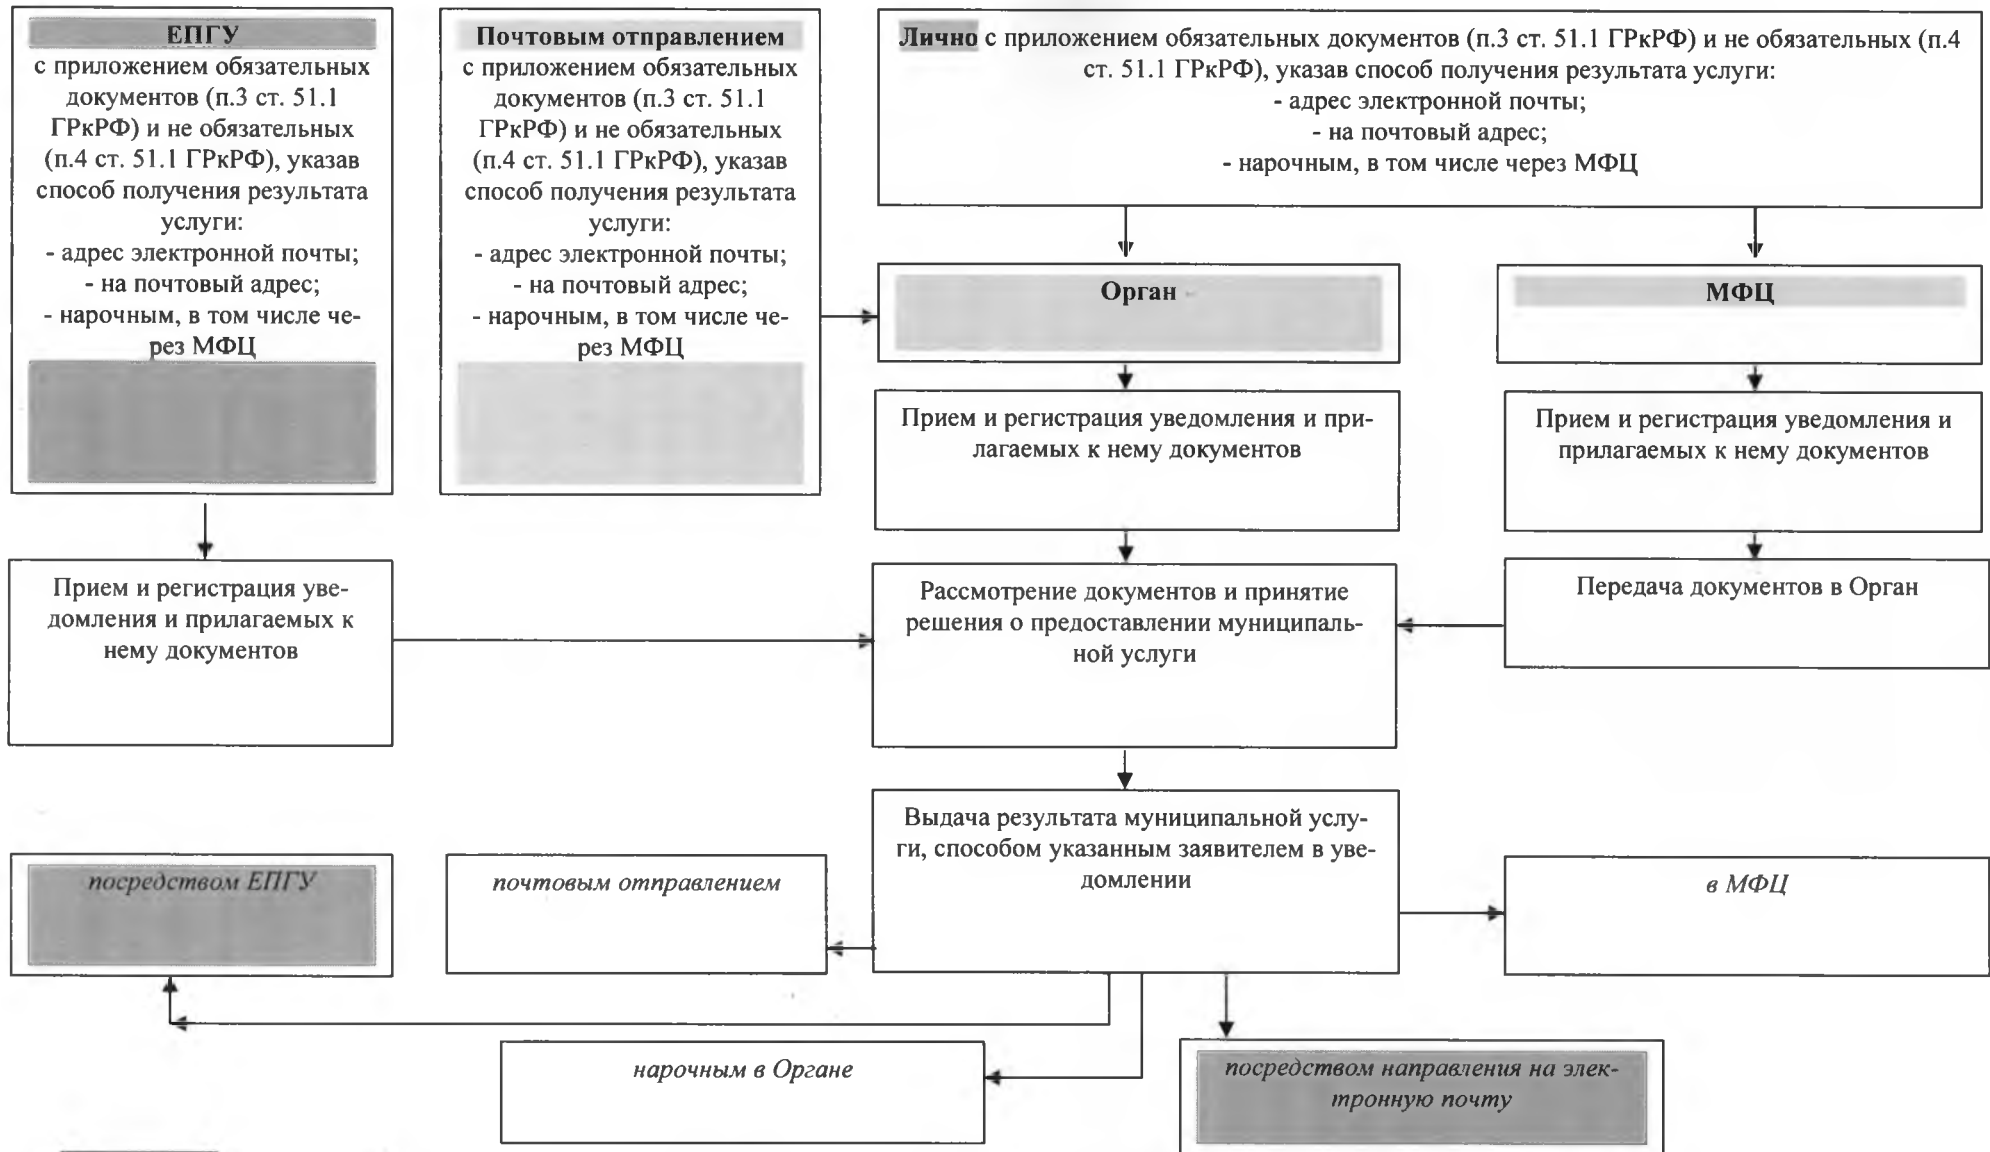 ЕПГУ
с приложением обязательных
документов (п.3 ст. 51.1
ГРкРФ) и не обязательных
(п.4 ст. 51.1 ГРкРФ), указав
способ получения результата
услуги:
- адрес электронной почты;
- на почтовый адрес;
- нарочным, в том числе че-
рез МФЦ
Почтовым отправлением
с приложением обязательных
документов (п.3 ст. 51.1
ГРкРФ) и не обязательных
(п.4 ст. 51.1 ГРкРФ), указав
способ получения результата
услуги:
- адрес электронной почты;
- на почтовый адрес;
- нарочным, в том числе че-
рез МФЦ
Лично с приложением обязательных документов (п.3 ст. 51.1 ГРкРФ) и не обязательных (п.4
ст. 51.1 ГРкРФ), указав способ получения результата услуги:
- адрес электронной почты;
- на почтовый адрес;
- нарочным, в том числе через МФЦ
Орган
МФЦ
Прием и регистрация уведомления и при-
лагаемых к нему документов
Прием и регистрация уведомления и
прилагаемых к нему документов
Прием и регистрация уве-
домления и прилагаемых к
нему документов
Рассмотрение документов и принятие
решения о предоставлении муниципаль-
ной услуги
Передача документов в Орган
Выдача результата муниципальной услу-
ги, способом указанным заявителем в уве-
домлении
посредством ЕПГУ
почтовым отправлением
в МФЦ
нарочным в Органе
посредством направления на элек-
тронную почту